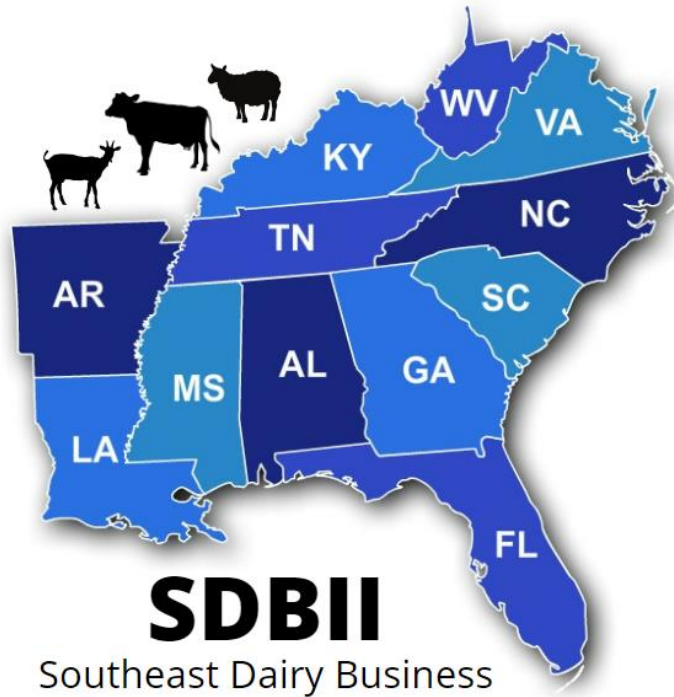 WV
VA
KY
NC
TN
AR
SC
MS
AL
GA
LA
FL
SDBII
Southeast Dairy Business